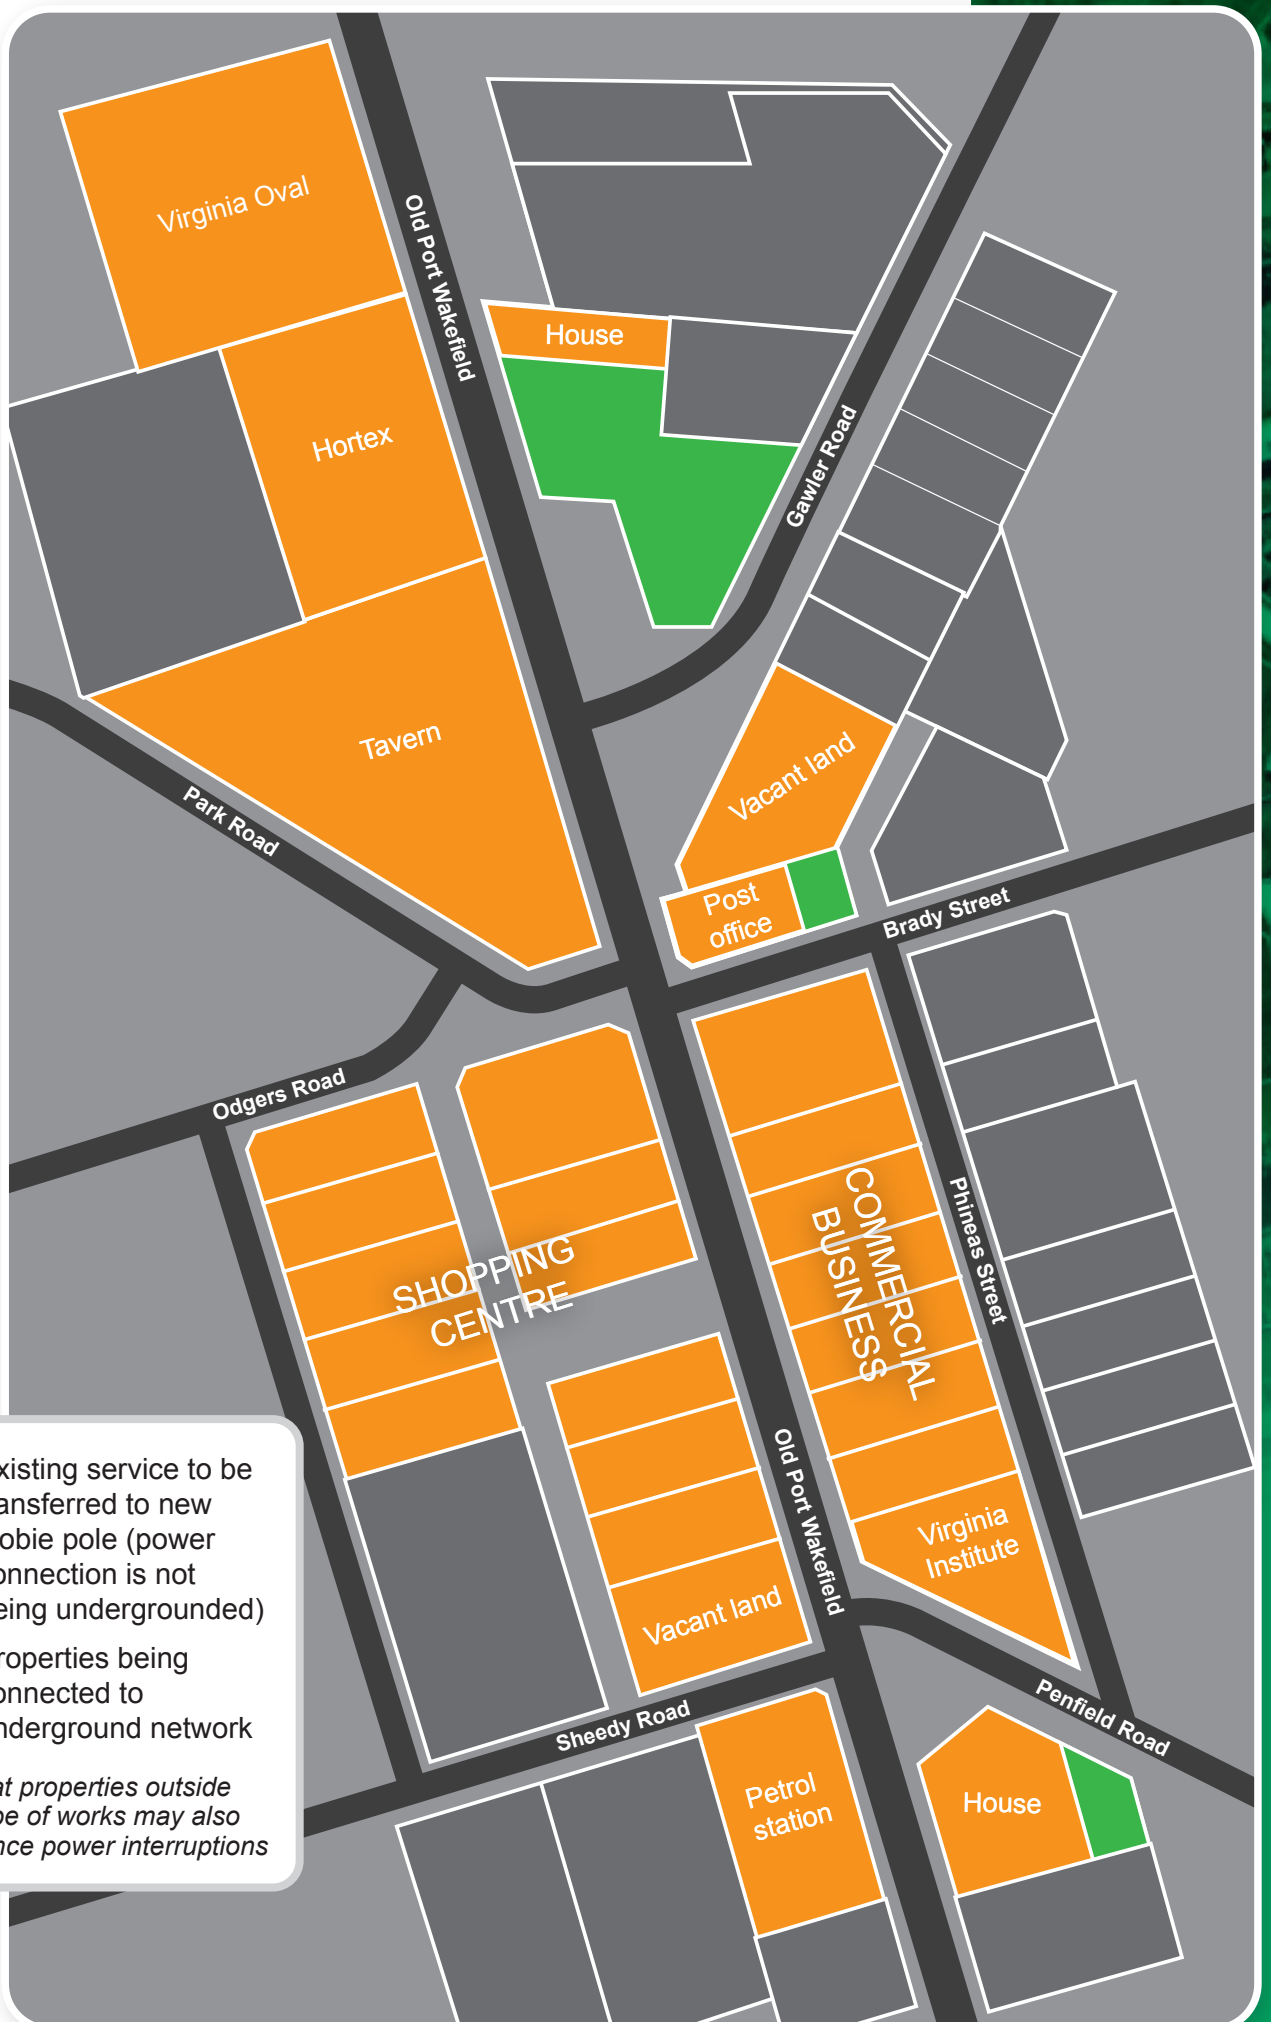 Virginia Oval
Old Port Wakefield
House
Hortex
Gawler Road
Tavern
Vacant land
Park Road
Post
office
Brady Street
Odgers Road
COMMERCIAL
BUSINESS
Phineas Street
SHOPPING
CENTRE
Old Port Wakefield
Virginia
Institute
Vacant land
Penfield Road
Sheedy Road
Petrol
station
House
xisting service to be
ansferred to new
obie pole (power
onnection is not
eing undergrounded)
roperties being
onnected to
nderground network
at properties outside
pe of works may also
nce power interruptions